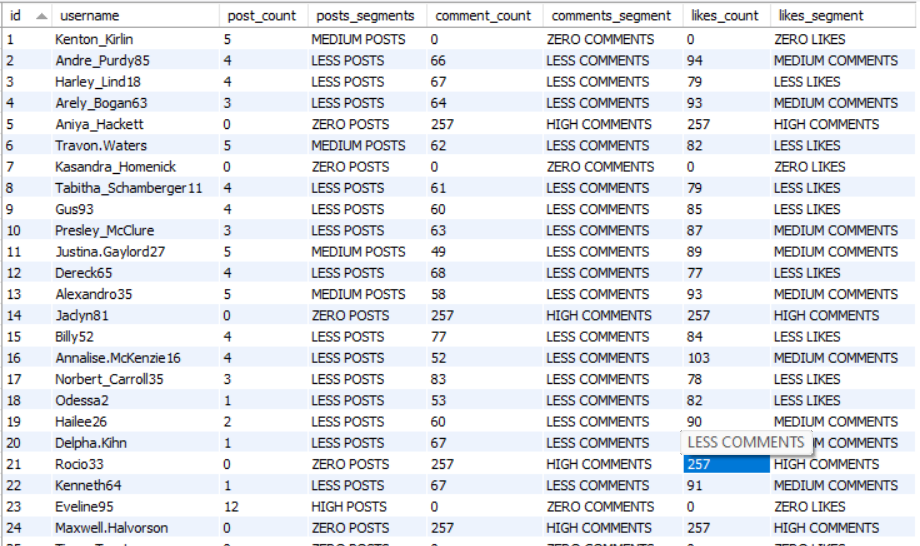 id username post_count posts_segments comment_count comments_segment likes_count likes_segment
1 Kenton_Kirlin 5 MEDIUM POSTS 0 ZERO COMMENTS 0 ZERO LIKES
2 Andre_Purdy85 4 LESS POSTS 66 LESS COMMENTS 94 MEDIUM COMMENTS
3 Harley_Lind18 4 LESS POSTS 67 LESS COMMENTS 79 LESS LIKES
4 Arely_Bogan63 3 LESS POSTS 64 LESS COMMENTS 93 MEDIUM COMMENTS
5 Aniya_Hackett 0 ZERO POSTS 257 HIGH COMMENTS 257 HIGH COMMENTS
6 Travon.Waters 5 MEDIUM POSTS 62 LESS COMMENTS 82 LESS LIKES
7 Kasandra_Homenick 0 ZERO POSTS 0 ZERO COMMENTS 0 ZERO LIKES
8 Tabitha_Schamberger11 4 LESS POSTS 61 LESS COMMENTS 79 LESS LIKES
9 Gus93 4 LESS POSTS 60 LESS COMMENTS 85 LESS LIKES
10 Presley_McClure 3 LESS POSTS 63 LESS COMMENTS 87 MEDIUM COMMENTS
11 Justina.Gaylord27 5 MEDIUM POSTS 49 LESS COMMENTS 89 MEDIUM COMMENTS
12 Dereck65 4 LESS POSTS 68 LESS COMMENTS 77 LESS LIKES
13 Alexandro35 5 MEDIUM POSTS 58 LESS COMMENTS 93 MEDIUM COMMENTS
14 Jaclyn81 0 ZERO POSTS 257 HIGH COMMENTS 257 HIGH COMMENTS
15 Billy52 4 LESS POSTS 77 LESS COMMENTS 84 LESS LIKES
16 Annalise.McKenzie16 4 LESS POSTS 52 LESS COMMENTS 103 MEDIUM COMMENTS
17 Norbert_Carroll35 3 LESS POSTS 83 LESS COMMENTS 78 LESS LIKES
18 Odessa2 1 LESS POSTS 53 LESS COMMENTS 82 LESS LIKES
19 Hailee26 2 LESS POSTS 60 LESS COMMENTS 90 MEDIUM COMMENTS
20 Delpha.Kihn 1 LESS POSTS 67 LESS COMMENTS LESS COMMENTS COMMENTS
21 Rocio33 0 ZERO POSTS 257 HIGH COMMENTS 257 HIGH COMMENTS
22 Kenneth64 1 LESS POSTS 67 LESS COMMENTS 91 MEDIUM COMMENTS
23 Eveline95 12 HIGH POSTS 0 ZERO COMMENTS 0 ZERO LIKES
24 Maxwell.Halvorson 0 ZERO POSTS 257 HIGH COMMENTS 257 HIGH COMMENTS